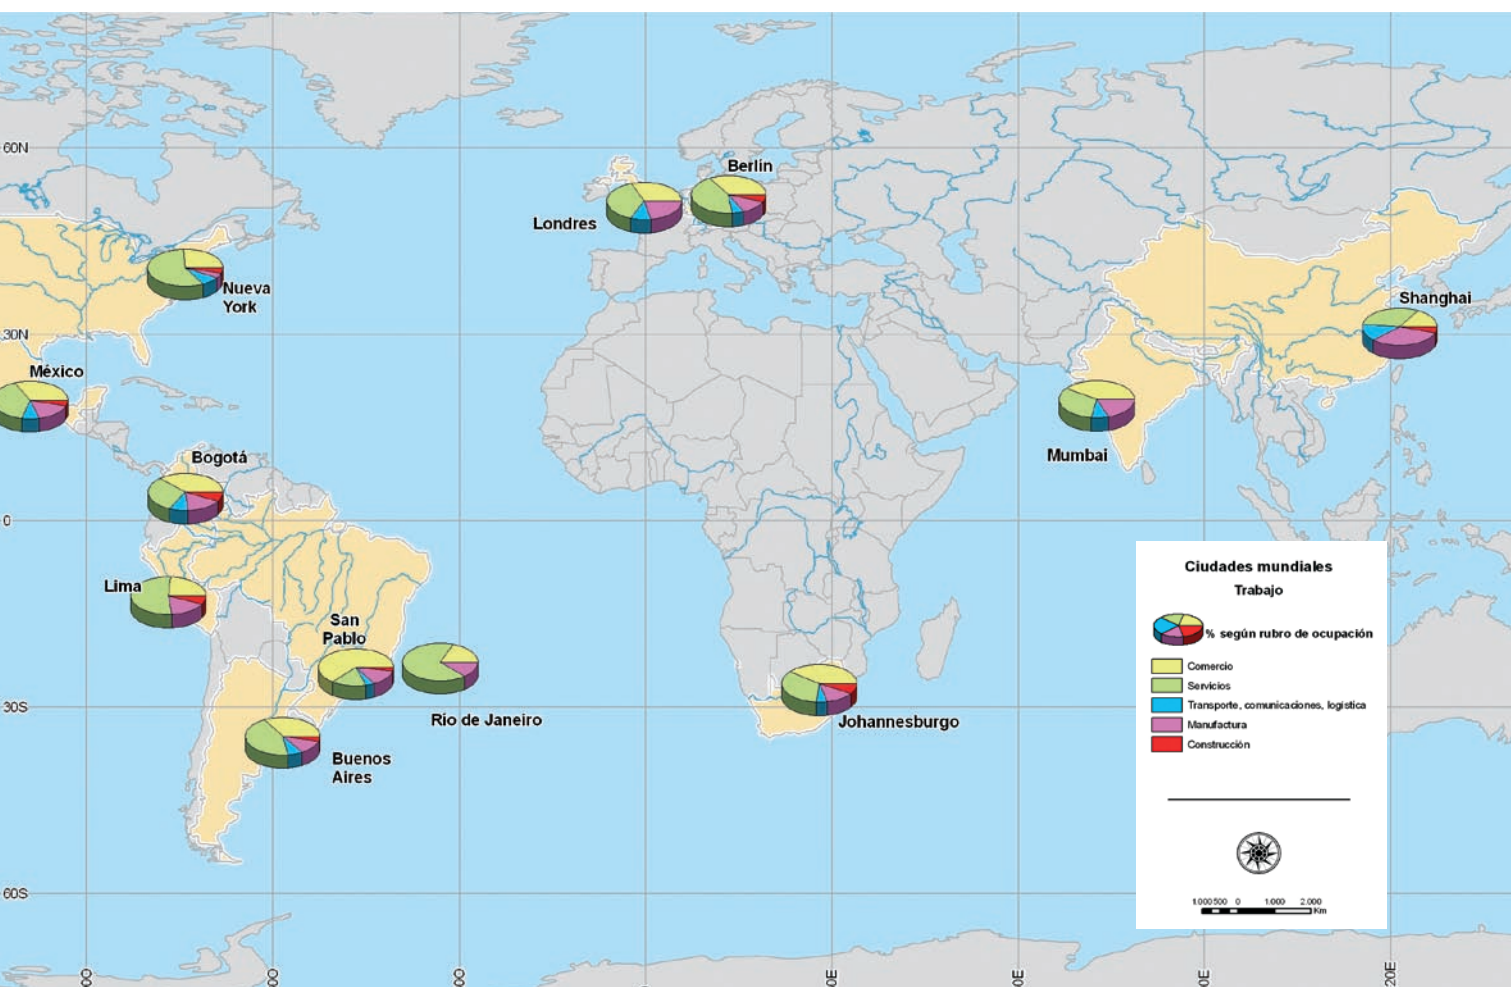 60N
Berlín
Londres
Nueva
York
Shanghai
30N
México
Mumbai
Bogotá
0
Lima
San
Pablo
Río de Janeiro
30S
Johannesburgo
Buenos
Aires
60S
Ciudades mundiales
Trabajo
% según rubro de ocupación
Comercio
Servicios
Transporte, comunicaciones, logística
Manufactura
Construcción
1.000 500 0 1.000 2.000
Km